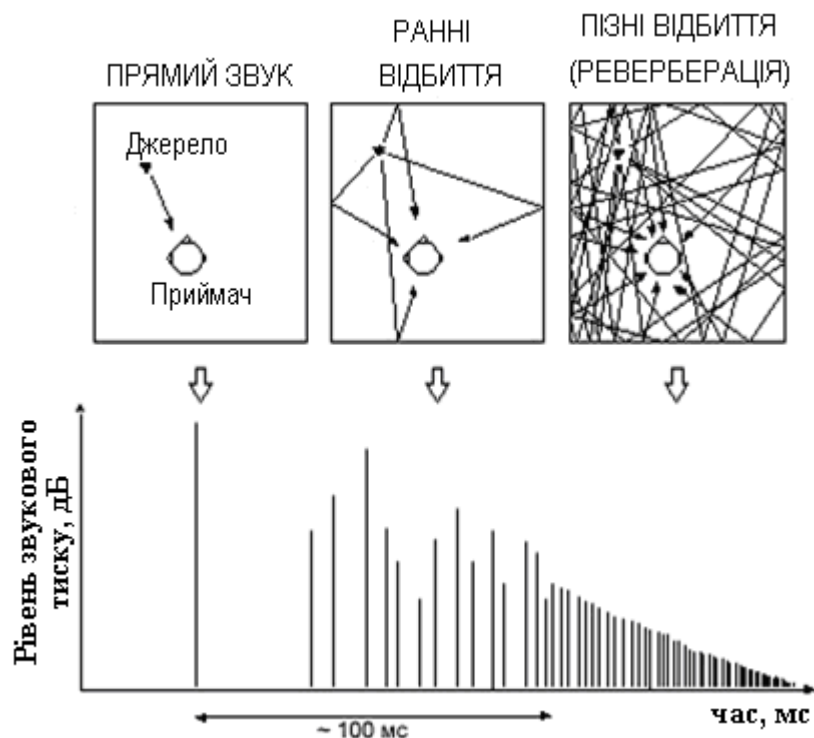 ПРЯМИЙ ЗВУК
РАННІ
ВІДБИТТЯ
ПІЗНІ ВІДБИТТЯ
(РЕВЕРБЕРАЦІЯ)
Джерело
Приймач
Рівень звукового
тиску, дБ
~ 100 мс
час, мс